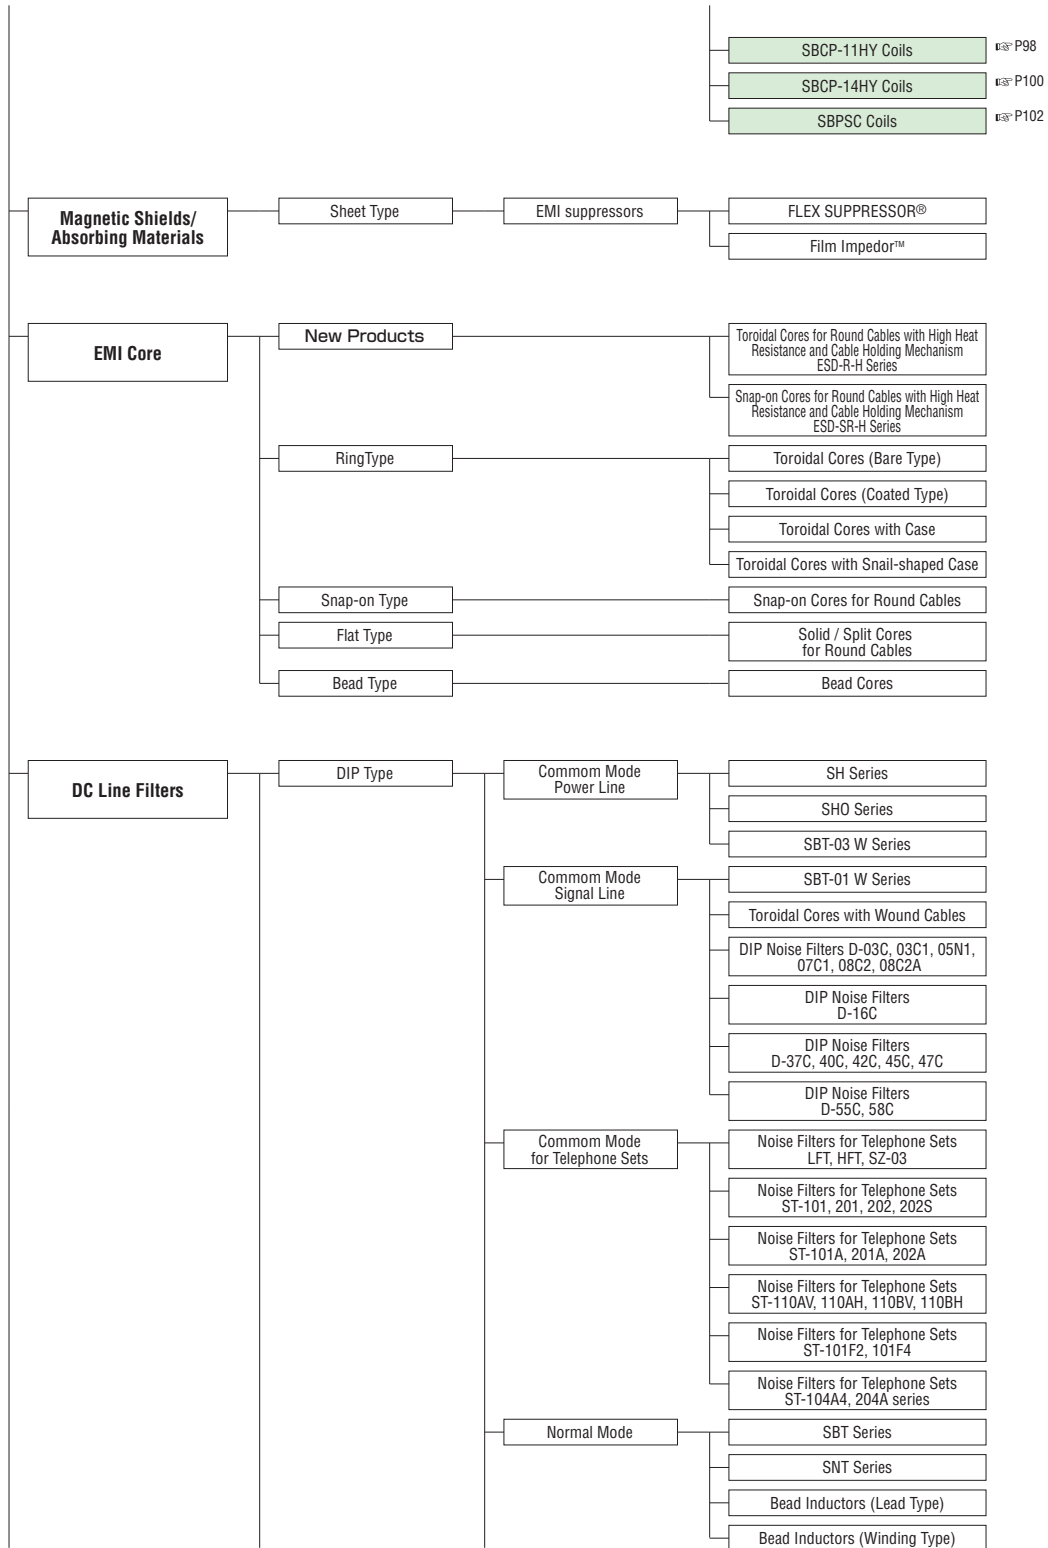 SBCP-11HY Coils
☞P98
SBCP-14HY Coils
☞P100
SBPSC Coils
☞P102
Magnetic Shields/
Absorbing Materials
Sheet Type
EMI suppressors
FLEX SUPPRESSOR®
Film Impedor™
EMI Core
New Products
Toroidal Cores for Round Cables with High Heat
Resistance and Cable Holding Mechanism
ESD-R-H Series
Snap-on Cores for Round Cables with High Heat
Resistance and Cable Holding Mechanism
ESD-SR-H Series
RingType
Toroidal Cores (Bare Type)
Toroidal Cores (Coated Type)
Toroidal Cores with Case
Toroidal Cores with Snail-shaped Case
Snap-on Type
Snap-on Cores for Round Cables
Flat Type
Solid / Split Cores
for Round Cables
Bead Type
Bead Cores
DC Line Filters
DIP Type
Commom Mode
Power Line
SH Series
SHO Series
SBT-03 W Series
Commom Mode
Signal Line
SBT-01 W Series
Toroidal Cores with Wound Cables
DIP Noise Filters D-03C, 03C1, 05N1,
07C1, 08C2, 08C2A
DIP Noise Filters
D-16C
DIP Noise Filters
D-37C, 40C, 42C, 45C, 47C
DIP Noise Filters
D-55C, 58C
Commom Mode
for Telephone Sets
Noise Filters for Telephone Sets
LFT, HFT, SZ-03
Noise Filters for Telephone Sets
ST-101, 201, 202, 202S
Noise Filters for Telephone Sets
ST-101A, 201A, 202A
Noise Filters for Telephone Sets
ST-110AV, 110AH, 110BV, 110BH
Noise Filters for Telephone Sets
ST-101F2, 101F4
Noise Filters for Telephone Sets
ST-104A4, 204A series
Normal Mode
SBT Series
SNT Series
Bead Inductors (Lead Type)
Bead Inductors (Winding Type)